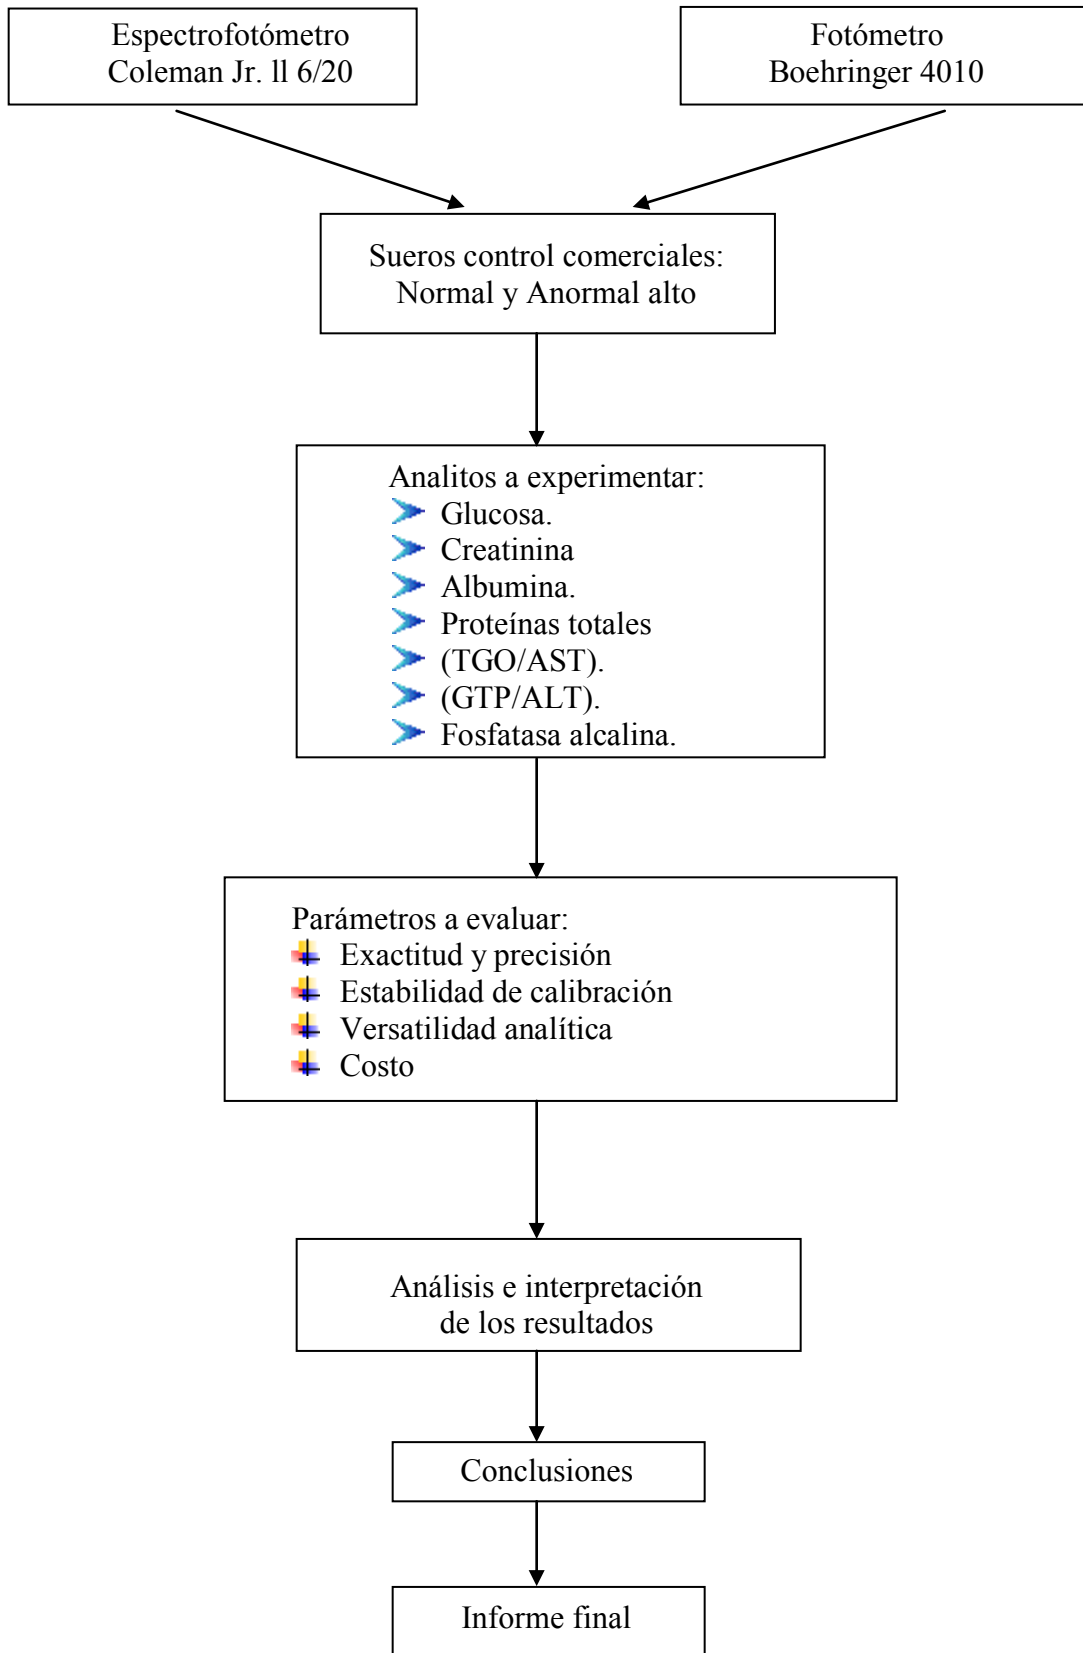 Espectrofotómetro
Coleman Jr. ll 6/20
Fotómetro
Boehringer 4010
Sueros control comerciales:
Normal y Anormal alto
Analitos a experimentar:
Glucosa.
Creatinina
Albumina.
Proteínas totales
(TGO/AST).
(GTP/ALT).
Fosfatasa alcalina.
Parámetros a evaluar:
Exactitud y precisión
Estabilidad de calibración
Versatilidad analítica
Costo
Análisis e interpretación
de los resultados
Conclusiones
Informe final